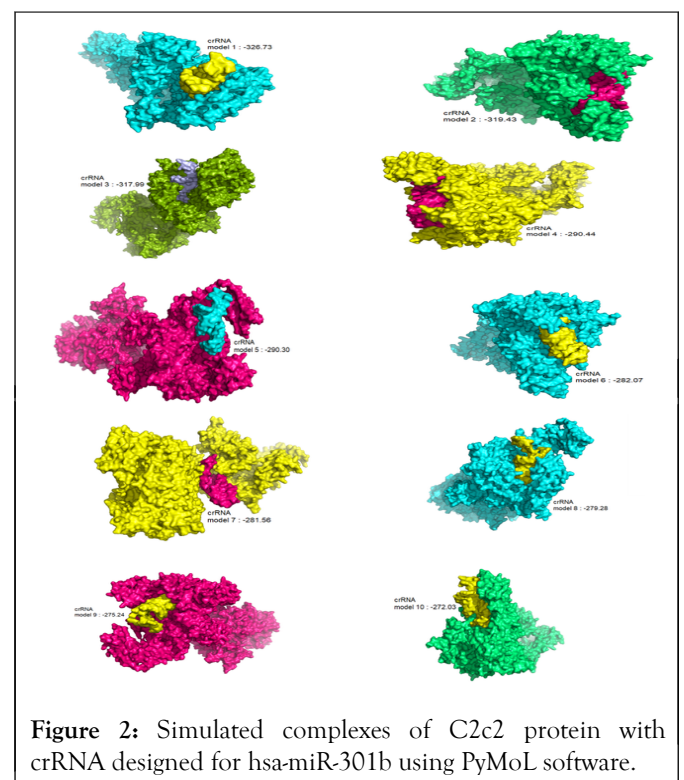 crRNA
model 1 : -326.73
crRNA
model 2 : -319.43
crRNA
model 3 : -317.99
crRNA
model 4 : -290.44
crRNA
model 5 : -290.30
crRNA
model 6 : -282.07
crRNA
model 7 : -281.56
crRNA
model 8 : -279.28
crRNA
model 9 : -275.24
crRNA
model 10 : -272.03
Figure 2: Simulated complexes of C2c2 protein with
crRNA designed for hsa-miR-301b using PyMoL software.